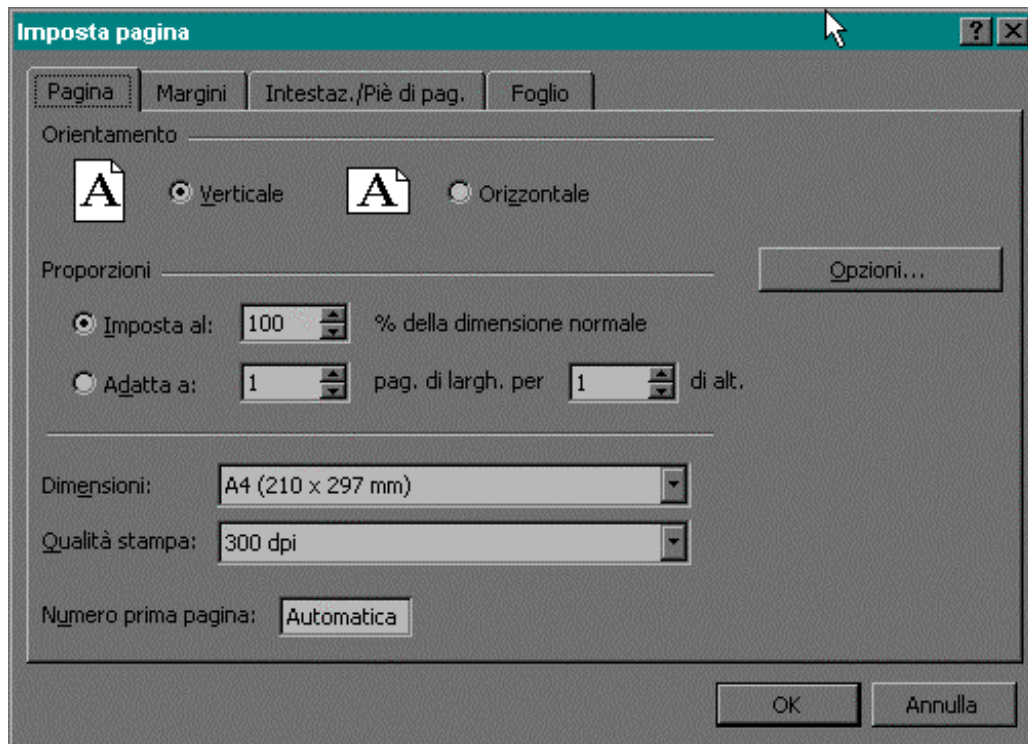 Imposta pagina
Pagina Margini Intestaz./Piè di pag. Foglio
Orientamento
A Verticale A Orizzontale
Proporzioni
Opzioni...
Imposta al: 100 % della dimensione normale
Adatta a: 1 pag. di largh. per 1 di alt.
Dimensioni: A4 (210 x 297 mm)
Qualità stampa: 300 dpi
Numero prima pagina: Automatica
OK Annulla